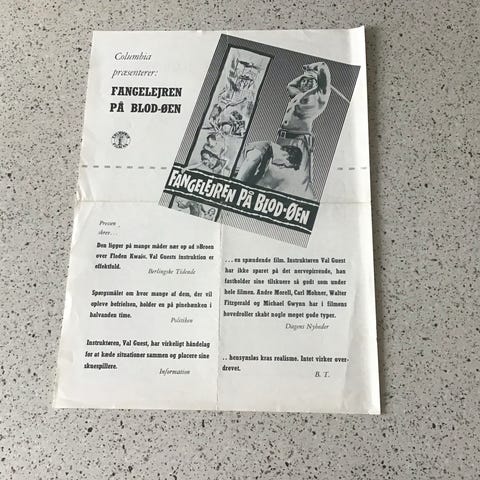 Columbia
præsenterer:
FANGELEJREN
PÅ BLOD-ØEN
FANGELEJREN PÅ BLOD-ØEN
Pressen
skrev...
Den ligger på mange måder nær op ad »Broen
over Floden Kwai«. Val Guests instruktion er
effektfuld.
Berlingske Tidende
Spørgsmålet om hvor mange af dem, der vil
opleve befrielsen, holder en på pinebænken i
halvanden time.
Politiken
Instruktøren, Val Guest, har virkeligt håndelag
for at kæde situationer sammen og placere sine
skuespillere.
Information
... en spændende film. Instruktøren Val Guest
har ikke sparet på det nervepirrende, han
fastholder sine tilskuere så godt som under
hele filmen. Andre Morell, Carl Mohner, Walter
Fitzgerald og Michael Gwynn har i filmens
hovedroller skabt nogle meget gode typer.
Dagens Nyheder
.. hensynsløs kras realisme. Intet virker over-
drevet.
B. T.